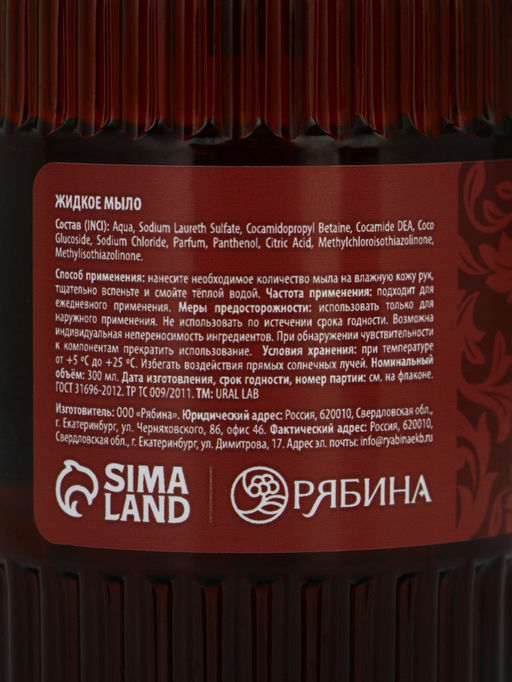 ЖИДКОЕ МЫЛО
Состав (INCI): Aqua, Sodium Laureth Sulfate, Cocamidopropyl Betaine, Cocamide DEA, Coco
Glucoside, Sodium Chloride, Parfum, Panthenol, Citric Acid, Methylchloroisothiazolinone,
Methylisothiazolinone.
Способ применения: нанесите необходимое количество мыла на влажную кожу рук,
тщательно вспеньте и смойте тёплой водой. Частота применения: подходит для
ежедневного применения. Меры предосторожности: использовать только для
наружного применения. Не использовать по истечении срока годности. Возможна
индивидуальная непереносимость ингредиентов. При обнаружении чувствительности
к компонентам прекратить использование. Условия хранения: при температуре
от +5 °C до +25 °C. Избегать воздействия прямых солнечных лучей. Номинальный
объём: 300 мл. Дата изготовления, срок годности, номер партии: см. на флаконе.
ГОСТ 31696-2012. ТР ТС 009/2011. TM: URAL LAB
Изготовитель: ООО «Рябина». Юридический адрес: Россия, 620010, Свердловская обл.,
г. Екатеринбург, ул. Черняховского, 86, офис 46. Фактический адрес: Россия, 620010,
Свердловская обл., г. Екатеринбург, ул. Димитрова, 17. Адрес эл. почты: info@ryabinaekb.ru
SIMA
LAND
РЯБИНА